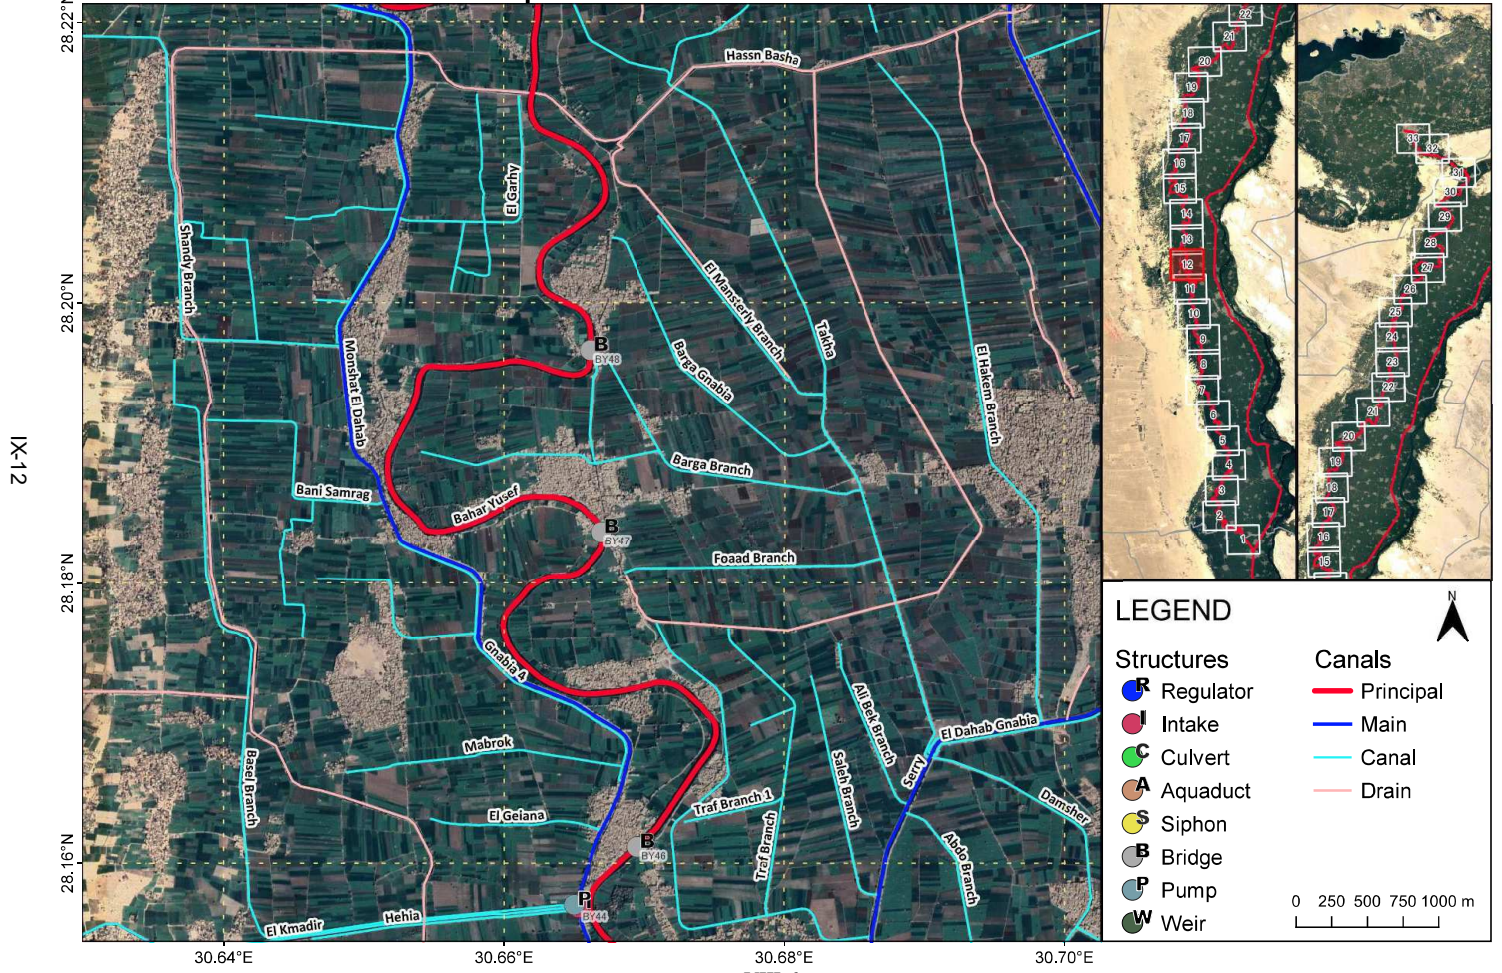 28.22°N
28.20°N
28.18°N
28.16°N
IX-12
Hassn Basha
El Garhy
Shandy Branch
El Mansterly Branch
Takha
BY48
B
Monshat El Dahab
Barga Gnabia
El Hakem Branch
Barga Branch
Bani Samrag
Bahar Yusef
B
BY47
Foaad Branch
Gnabia 4
Ali Bek Branch
El Dahab Gnabia
Mabrok
Serry
Basel Branch
Saleh Branch
Damsher
Traf Branch 1
El Gelana
Traf Branch
B
BY46
Abdo Branch
P
BY44
Hehia
El Kmadir
30.64°E
30.66°E
30.68°E
30.70°E
22
21
20
19
18
17
16
15
14
13
12
11
10
9
8
7
6
5
4
3
2
1
33
32
31
30
29
28
27
26
25
24
23
22
21
20
19
18
17
16
15
LEGEND
N
Structures
R Regulator
I Intake
C Culvert
A Aquaduct
S Siphon
B Bridge
P Pump
W Weir
Canals
Principal
Main
Canal
Drain
0 250 500 750 1000 m